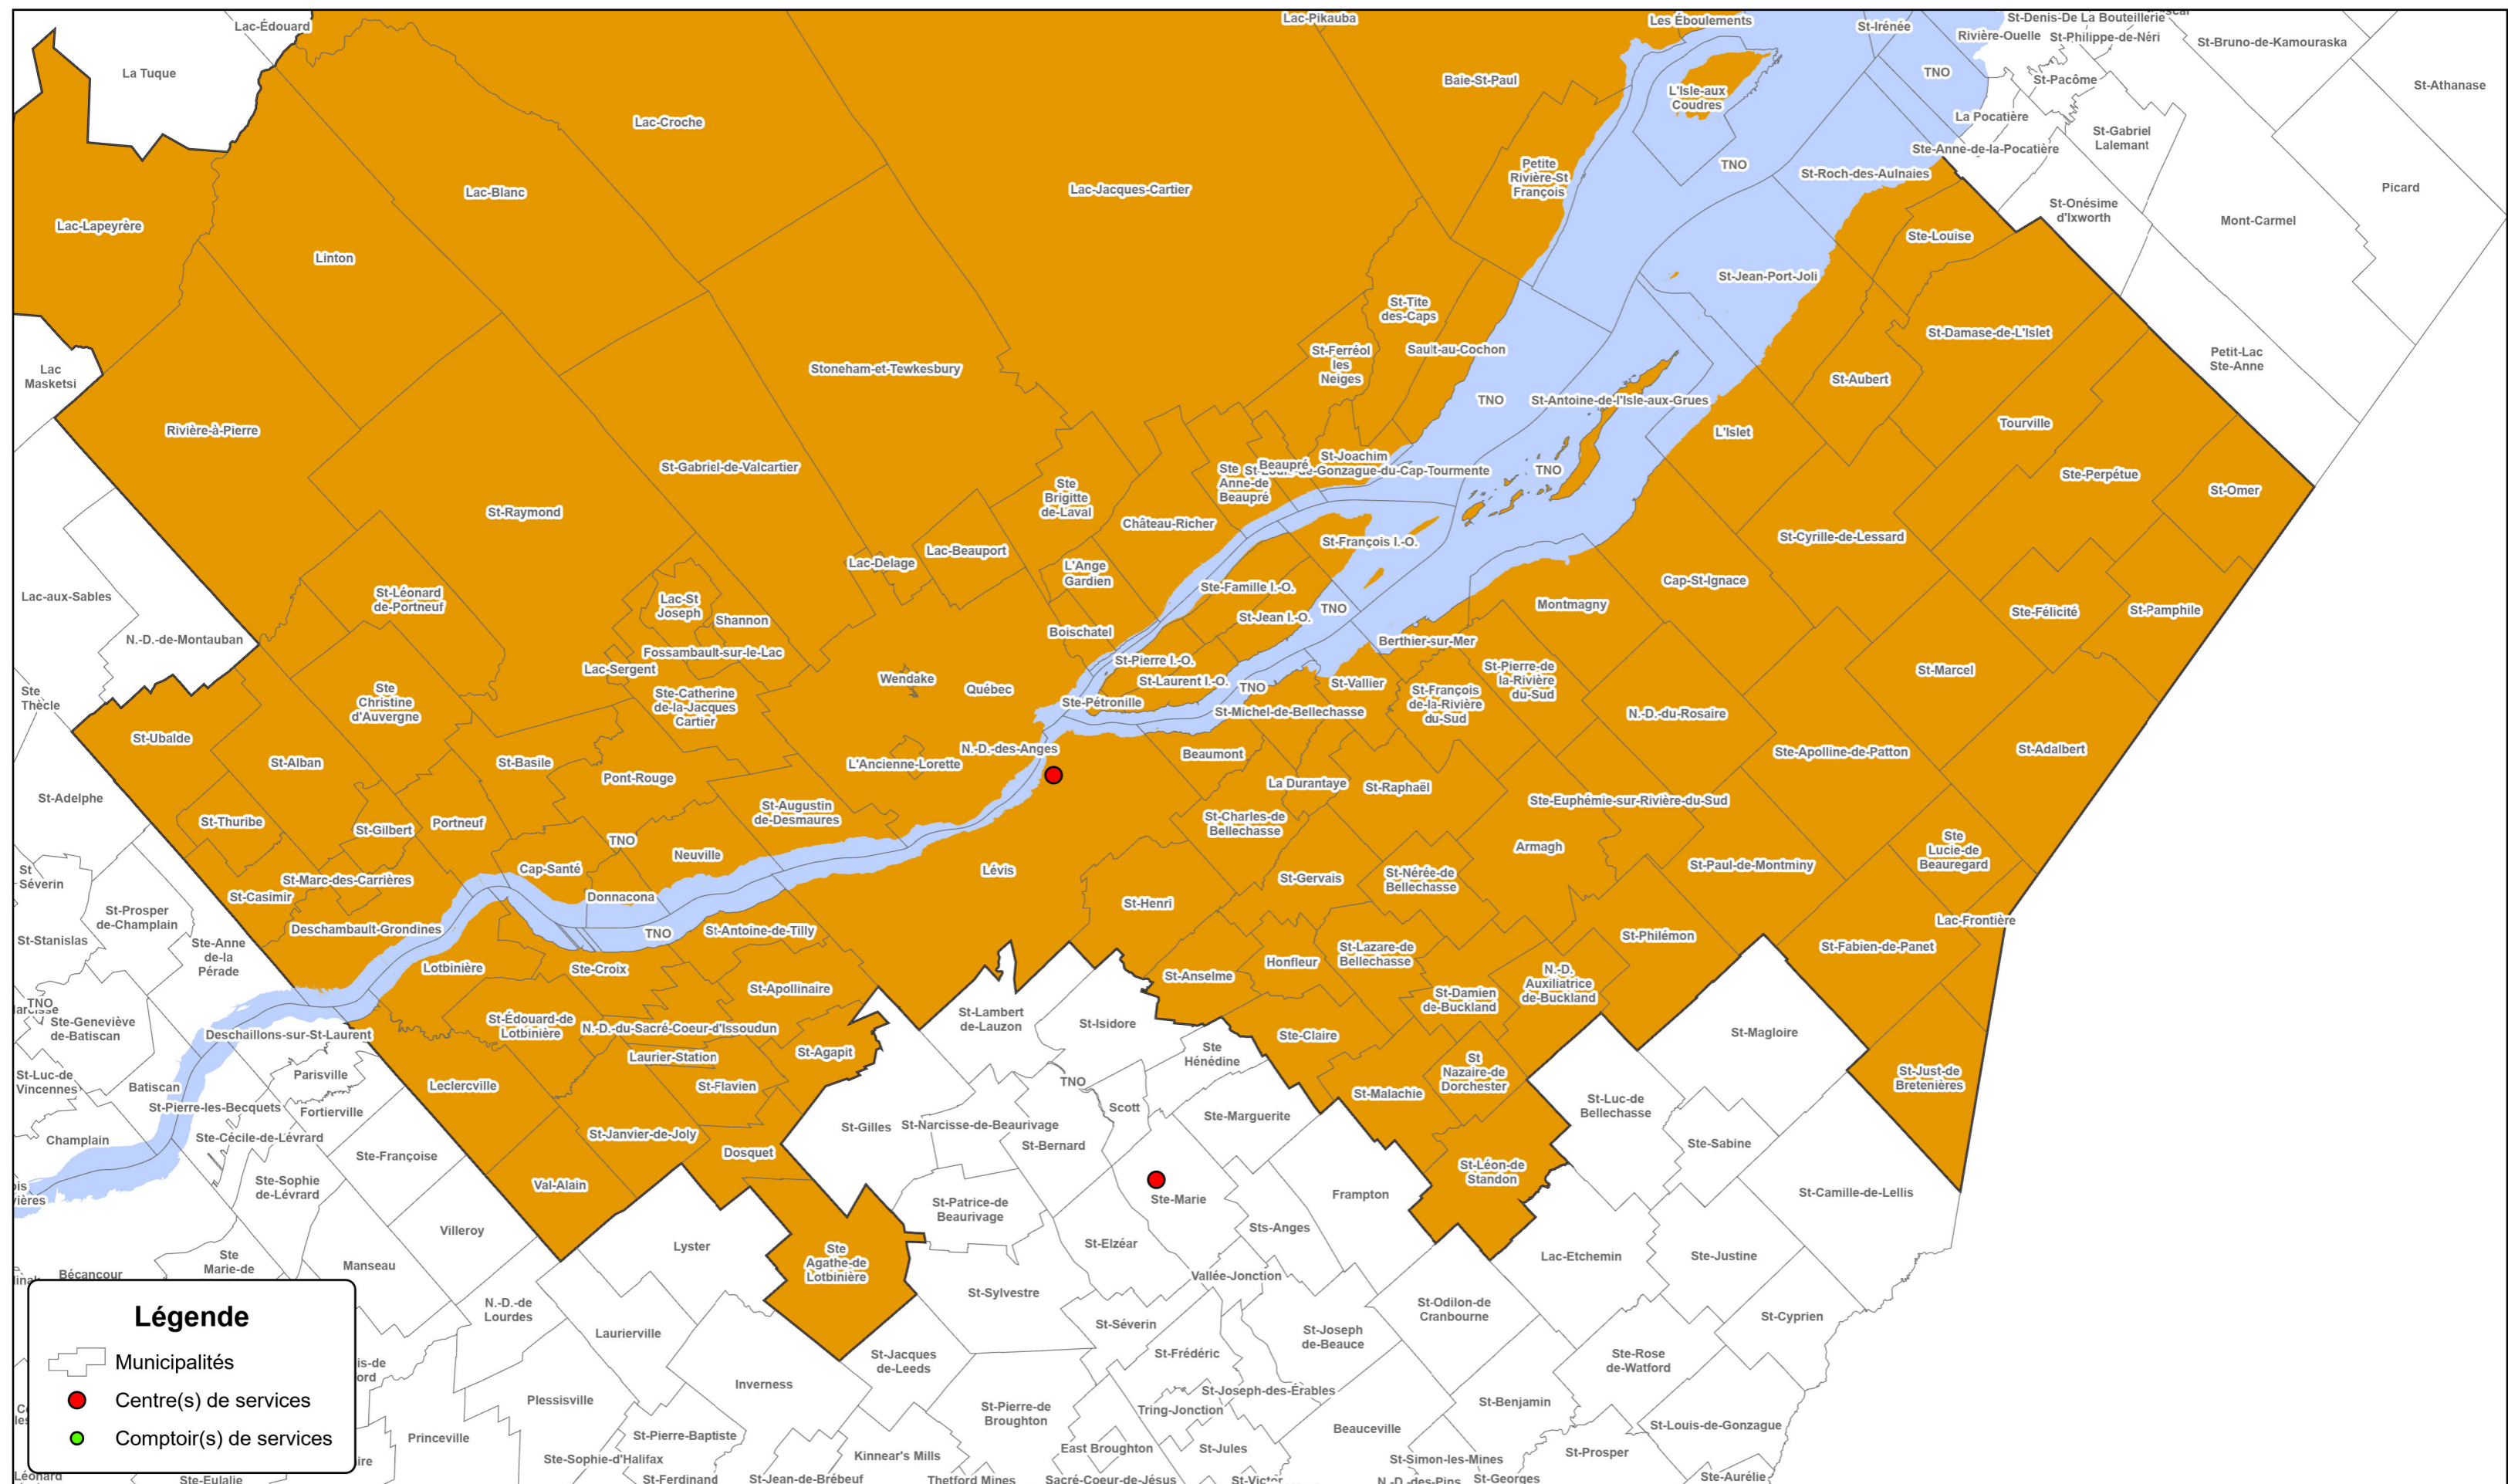 Lac-Édouard
La Tuque
Lac-Pikauba
Les Éboulements
St-Irénée
St-Denis-De La Bouteillerie
Rivière-Ouelle
St-Philippe-de-Néri
St-Bruno-de-Kamouraska
TNO
St-Pacôme
St-Athanase
Baie-St-Paul
L'Isle-aux
Coudres
La Pocatière
St-Gabriel
Lalemant
Lac-Croche
Ste-Anne-de-la-Pocatière
TNO
Petite
Rivière-St
François
St-Roch-des-Aulnaies
Lac-Blanc
Lac-Jacques-Cartier
Picard
St-Onésime
d'Ixworth
Mont-Carmel
Lac-Lapeyrère
Ste-Louise
Linton
St-Jean-Port-Joli
St-Tite
des-Caps
St-Damase-de-L'Islet
Sault-au-Cochon
St-Ferréol
les
Neiges
Petit-Lac
Ste-Anne
Lac
Masketsi
Stoneham-et-Tewkesbury
St-Aubert
TNO
St-Antoine-de-l'Isle-aux-Grues
Tourville
Rivière-à-Pierre
L'Islet
St-Gabriel-de-Valcartier
St-Joachim
Beaupré
St-Louis-de-Gonzague-du-Cap-Tourmente
TNO
Ste-Perpétue
Ste
Anne-de
Beaupré
St-Omer
Ste
Brigitte
de-Laval
St-Raymond
Château-Richer
St-François I.-O.
St-Cyrille-de-Lessard
Lac-Beauport
Lac-Delage
L'Ange
Gardien
Cap-St-Ignace
Ste-Famille I.-O.
Lac-aux-Sables
St-Léonard
de-Portneuf
Lac-St
Joseph
Shannon
St-Jean I.-O.
TNO
Montmagny
Ste-Félicité
St-Pamphile
N.-D.-de-Montauban
Boischatel
Berthier-sur-Mer
Fossambault-sur-le-Lac
Lac-Sergent
St-Pierre I.-O.
St-Pierre de
la-Rivière
du-Sud
St-Marcel
Wendake
Québec
St-Laurent I.-O.
TNO
St-Vallier
Ste
Thècle
Ste
Christine
d'Auvergne
Ste-Catherine
de-la-Jacques
Cartier
Ste-Pétronille
St-François
de-la-Rivière
du-Sud
St-Michel-de-Bellechasse
N.-D.-du-Rosaire
St-Ubalde
N.-D.-des-Anges
Beaumont
Ste-Apolline-de-Patton
St-Adalbert
St-Alban
St-Basile
L'Ancienne-Lorette
Pont-Rouge
La Durantaye
St-Raphaël
St-Adelphe
Ste-Euphémie-sur-Rivière-du-Sud
St-Augustin
de-Desmaures
St-Thuribe
St-Gilbert
Portneuf
St-Charles-de
Bellechasse
TNO
Armagh
Ste
Lucie-de
Beauregard
Neuville
St-Paul-de-Montminy
Cap-Santé
Lévis
St
Séverin
St-Marc-des-Carrières
St-Gervais
St-Nérée-de
Bellechasse
St-Casimir
Donnacona
St-Henri
St-Prosper
de-Champlain
Lac-Frontière
Deschambault-Grondines
TNO
St-Antoine-de-Tilly
St-Philémon
St-Stanislas
Ste-Anne
de-la
Pérade
St-Fabien-de-Panet
St-Lazare-de
Bellechasse
Honfleur
Lotbinière
Ste-Croix
St-Anselme
N.-D.
Auxiliatrice
de-Buckland
St-Apollinaire
St-Damien
de-Buckland
TNO
St-Lambert
de-Lauzon
St-Isidore
Ste-Geneviève
de-Batiscan
St-Édouard-de
Lotbinière
N.-D.-du-Sacré-Coeur-d'Issoudun
Deschaillons-sur-St-Laurent
Ste-Claire
St-Magloire
St-Agapit
Laurier-Station
Ste
Hénédine
St-Luc-de
Vincennes
Parisville
Batiscan
Leclercville
St-Flavien
TNO
St
Nazaire-de
Dorchester
St-Just-de
Bretenières
St-Malachie
St-Pierre-les-Becquets
Fortierville
Scott
Ste-Marguerite
St-Luc-de
Bellechasse
Champlain
Ste-Cécile-de-Lévrard
St-Janvier-de-Joly
St-Gilles
St-Narcisse-de-Beaurivage
St-Bernard
Ste-Sabine
Ste-Françoise
Dosquet
St-Léon-de
Standon
Ste-Sophie
de-Lévrard
Val-Alain
Ste-Marie
Frampton
St-Camille-de-Lellis
St-Patrice-de
Beaurivage
Villeroy
Sts-Anges
Lyster
St-Elzéar
Ste
Marie-de
Ste
Agathe-de
Lotbinière
Lac-Etchemin
Ste-Justine
Manseau
Bécancour
Vallée-Jonction
St-Sylvestre
N.-D.-de
Lourdes
St-Odilon-de
Cranbourne
St-Cyprien
Laurierville
St-Séverin
St-Joseph
de-Beauce
St-Jacques
de-Leeds
St-Frédéric
Ste-Rose
de-Watford
Inverness
St-Joseph-des-Érables
Plessisville
St-Benjamin
St-Pierre-de
Broughton
Tring-Jonction
Beauceville
St-Louis-de-Gonzague
Princeville
St-Pierre-Baptiste
East Broughton
St-Jules
St-Prosper
Kinnear's Mills
Ste-Sophie-d'Halifax
St-Simon-les-Mines
St-Ferdinand
St-Jean-de-Brébeuf
Thetford Mines
Sacré-Coeur-de-Jésus
St-Victor
N.-D.-des-Pins
St-Georges
Ste-Aurélie
Ste-Eulalie
Légende
Municipalités
Centre(s) de services
Comptoir(s) de services